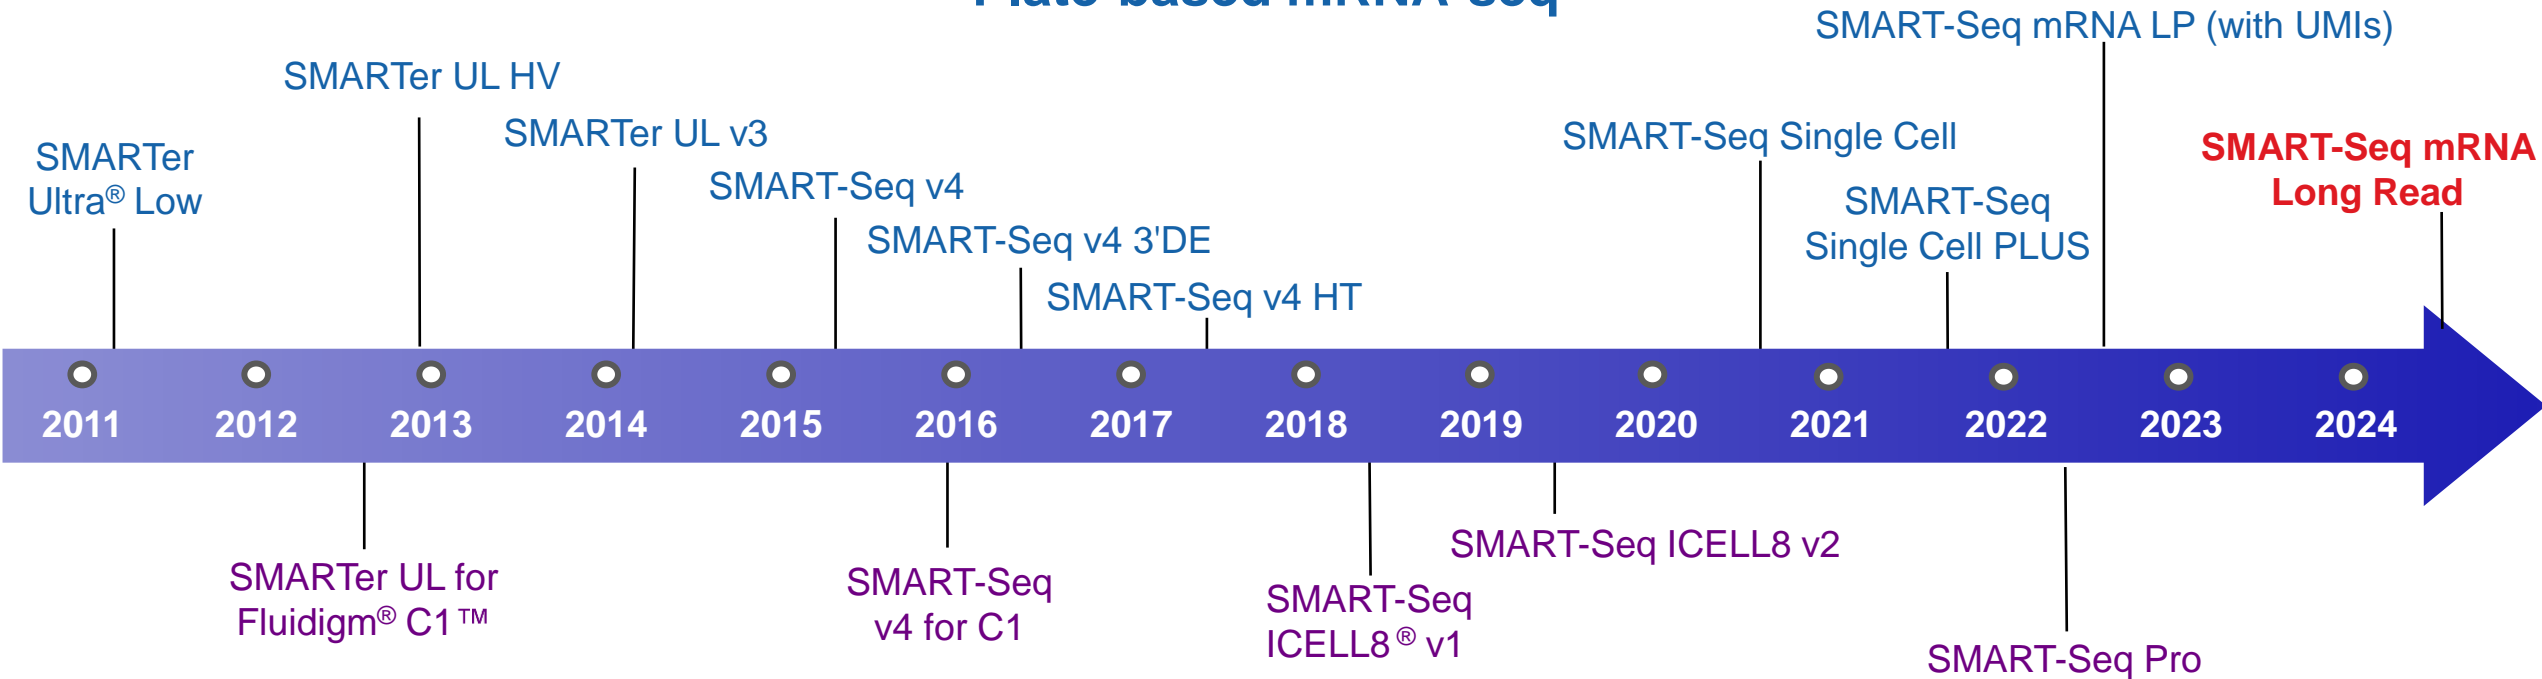 Plate-based mRNA-seq
SMART-Seq mRNA LP (with UMIs)
SMARTer UL HV
SMARTer UL v3
SMART-Seq Single Cell
SMART-Seq mRNA
Long Read
SMARTer
Ultra® Low
SMART-Seq v4
SMART-Seq
Single Cell PLUS
SMART-Seq v4 3'DE
SMART-Seq v4 HT
2011 2012 2013 2014 2015 2016 2017 2018 2019 2020 2021 2022 2023 2024
SMARTer UL for
Fluidigm® C1™
SMART-Seq
v4 for C1
SMART-Seq
ICELL8® v1
SMART-Seq ICELL8 v2
SMART-Seq Pro